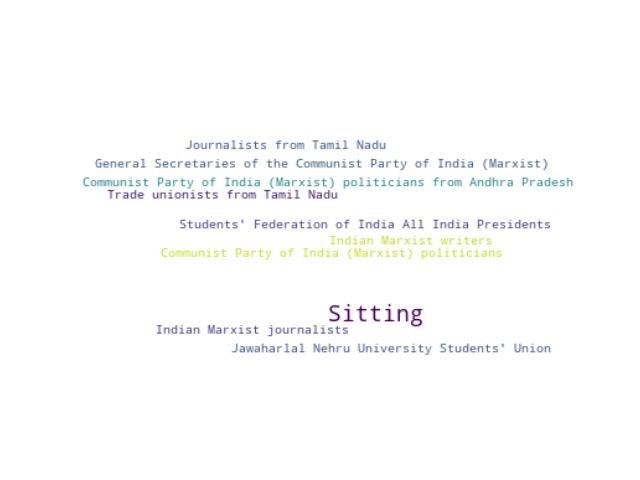 Journalists from Tamil Nadu
General Secretaries of the Communist Party of India (Marxist)
Communist Party of India (Marxist) politicians from Andhra Pradesh
Trade unionists from Tamil Nadu
Students' Federation of India All India Presidents
Indian Marxist writers
Communist Party of India (Marxist) politicians
Sitting
Indian Marxist journalists
Jawaharlal Nehru University Students' Union